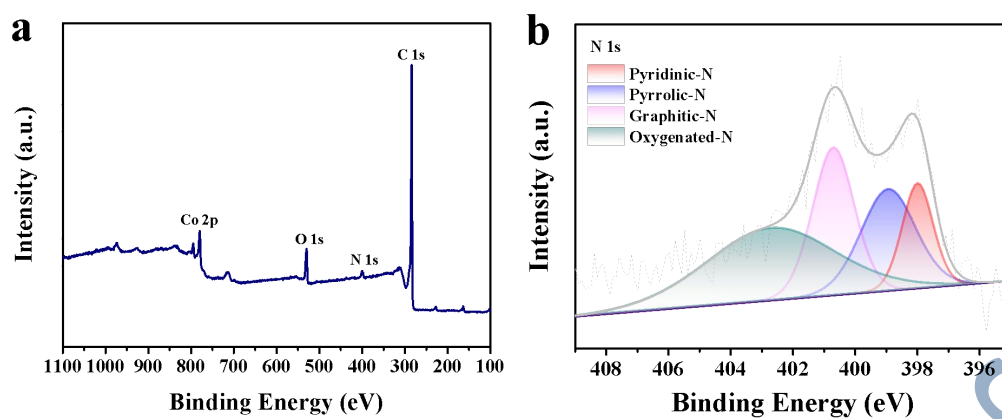 a
C 1s
Co 2p
O 1s
N 1s
Intensity (a.u.)
1100 1000 900 800 700 600 500 400 300 200 100
Binding Energy (eV)
b
N 1s
Pyridinic-N
Pyrrolic-N
Graphitic-N
Oxygenated-N
Intensity (a.u.)
408 406 404 402 400 398 396
Binding Energy (eV)